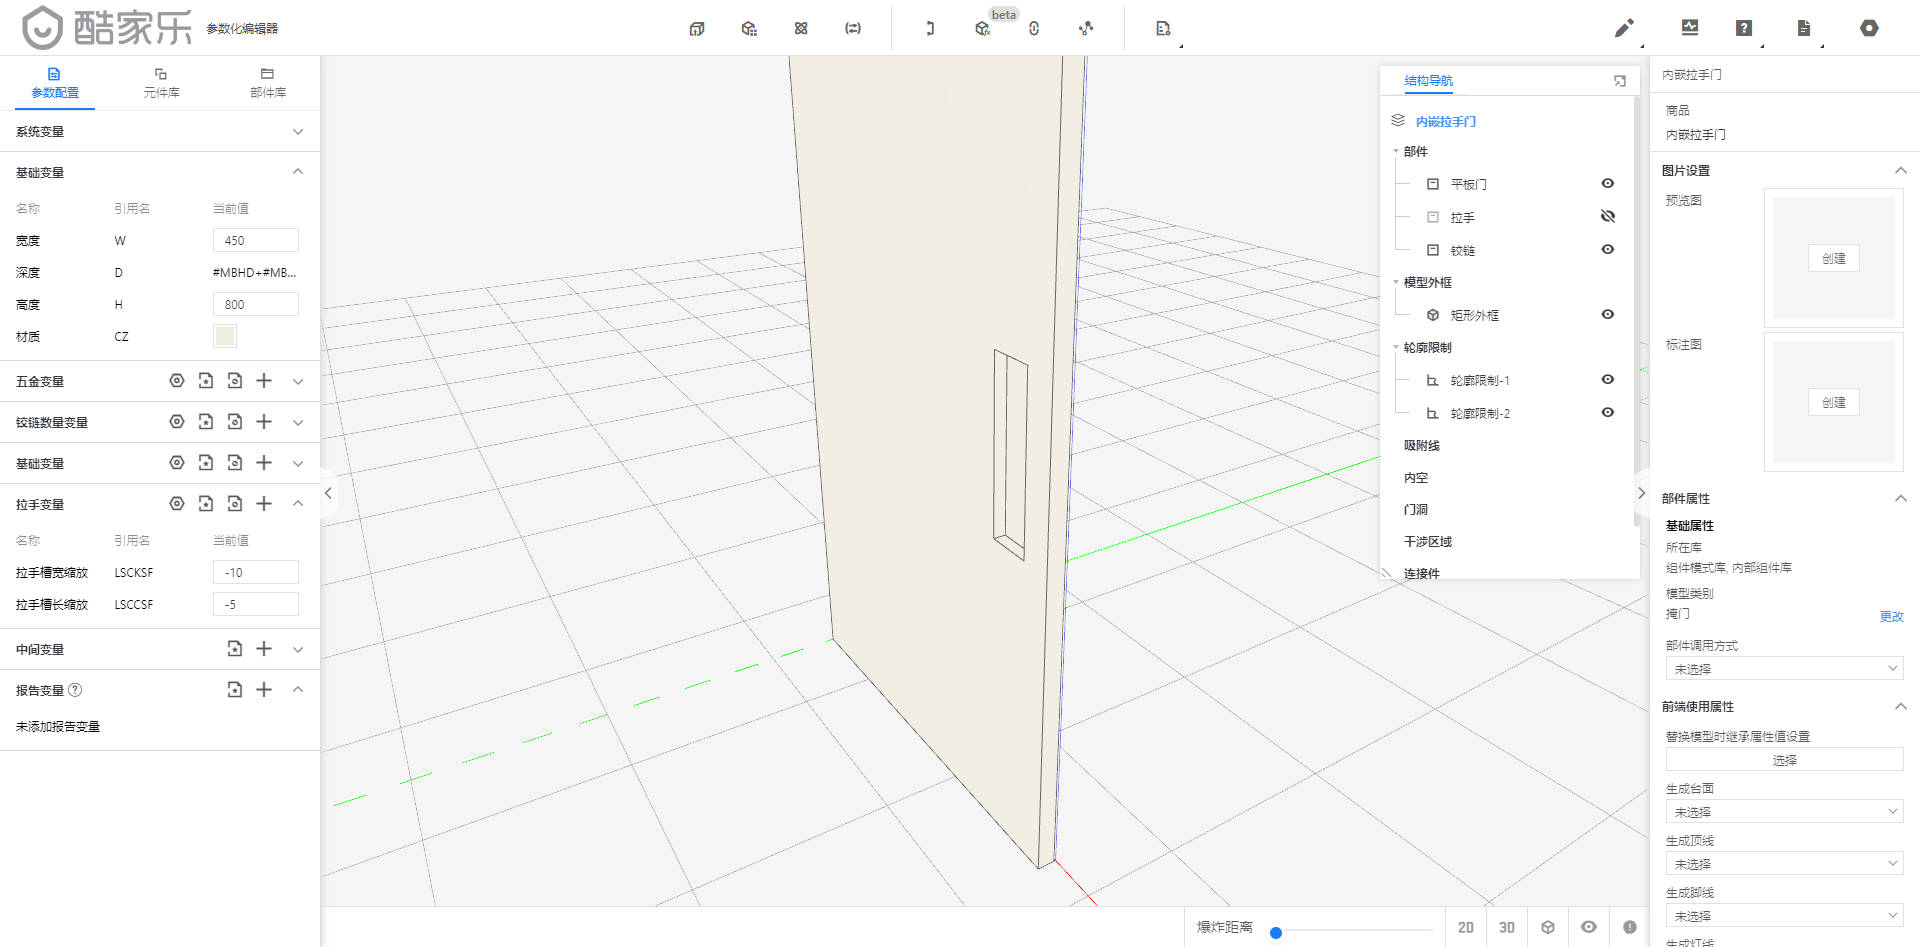 酷家乐 参数化编辑器
beta
参数配置 元件库 部件库
系统变量
基础变量
名称 引用名 当前值
宽度 W 450
深度 D #MBHD+#MB...
高度 H 800
材质 CZ
五金变量
铰链数量变量
基础变量
拉手变量
名称 引用名 当前值
拉手槽宽缩放 LSCKSF -10
拉手槽长缩放 LSCCSF -5
中间变量
报告变量 ?
未添加报告变量
结构导航
内嵌拉手门
部件
平板门
拉手
铰链
模型外框
矩形外框
轮廓限制
轮廓限制-1
轮廓限制-2
吸附线
内空
门洞
干涉区域
连接件
爆炸距离 2D 3D
内嵌拉手门
商品
内嵌拉手门
图片设置
预览图
创建
标注图
创建
部件属性
基础属性
所在库
组件模式库, 内部组件库
模型类别
掩门 更改
部件调用方式
未选择
前端使用属性
替换模型时继承属性值设置
选择
生成台面
未选择
生成顶线
未选择
生成脚线
未选择
生成灯线